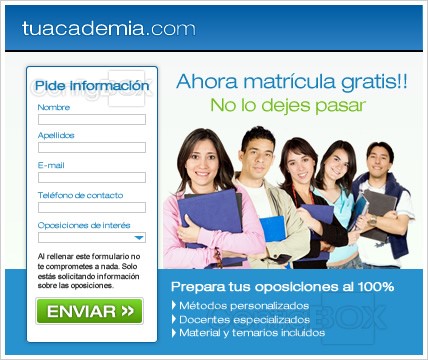 tuacademia.com
Pide información
Nombre
Apellidos
E-mail
Teléfono de contacto
Oposiciones de interés
Al rellenar este formulario no
te comprometes a nada. Solo
estás solicitando información
sobre las oposiciones.
ENVIAR »
Ahora matrícula gratis!!
No lo dejes pasar
Prepara tus oposiciones al 100%
Métodos personalizados
Docentes especializados
Material y temarios incluidos
BOX